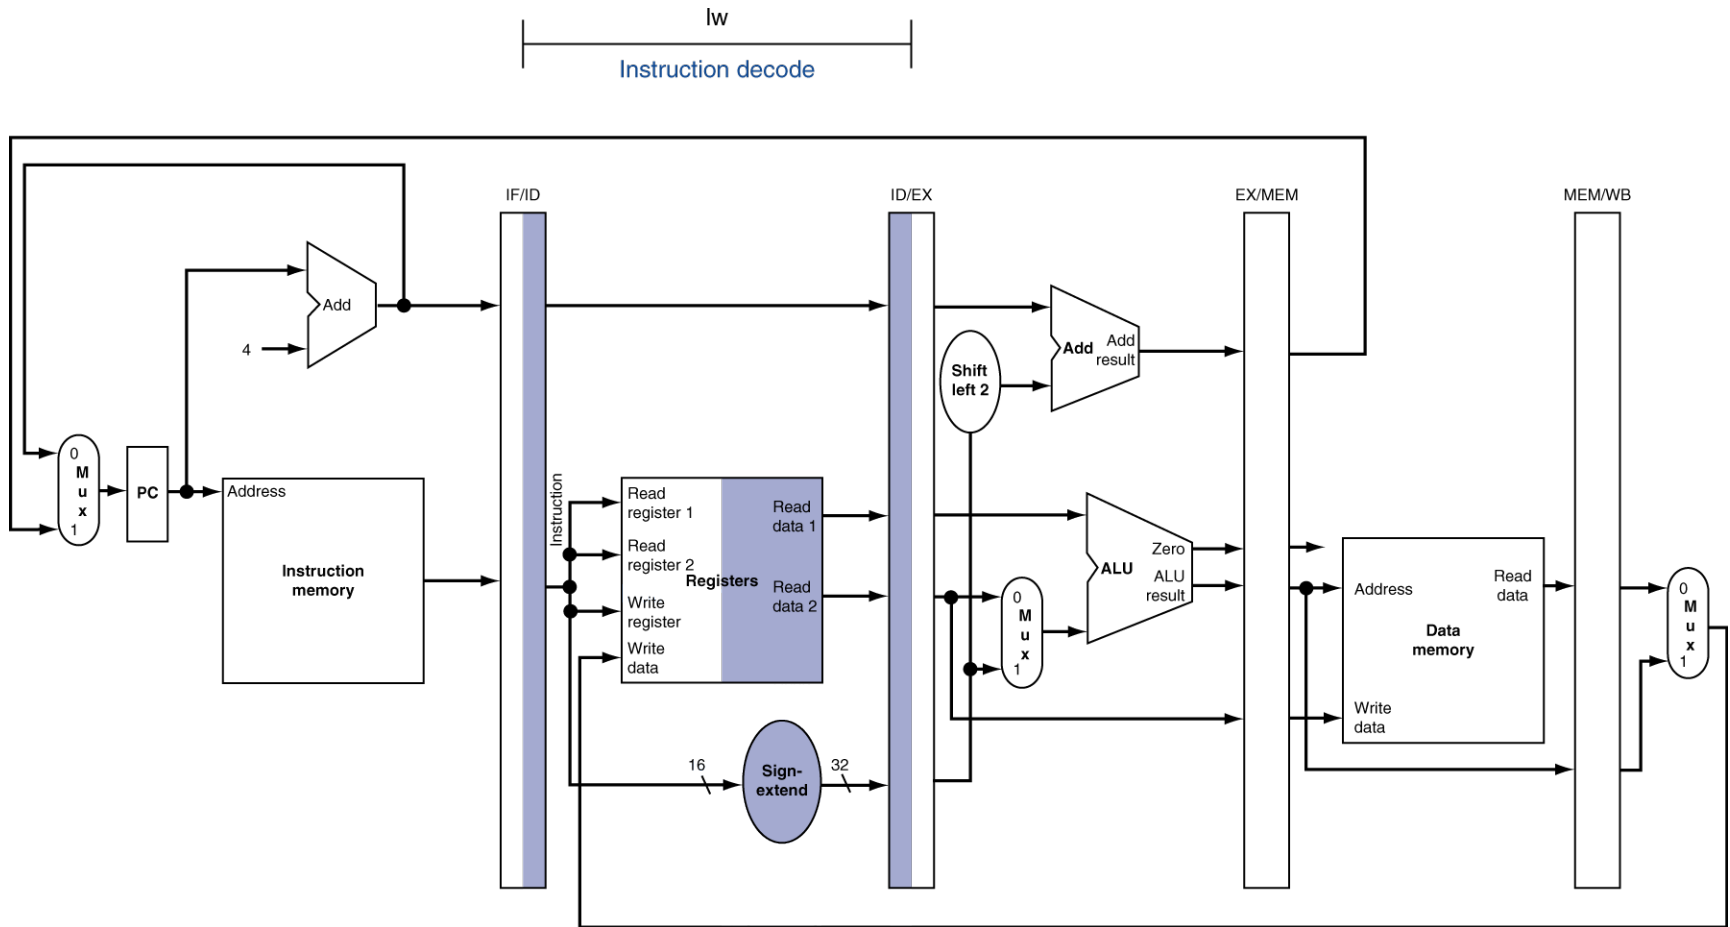 lw
Instruction decode
IF/ID
ID/EX
EX/MEM
MEM/WB
Add
4
Add
Add
result
Shift
left 2
0
M
u
x
1
PC
Address
Instruction
memory
Instruction
Read
register 1
Read
register 2
Write
register
Write
data
Registers
Read
data 1
Read
data 2
16
Sign-
extend
32
0
M
u
x
1
ALU
Zero
ALU
result
Address
Read
data
Data
memory
Write
data
0
M
u
x
1